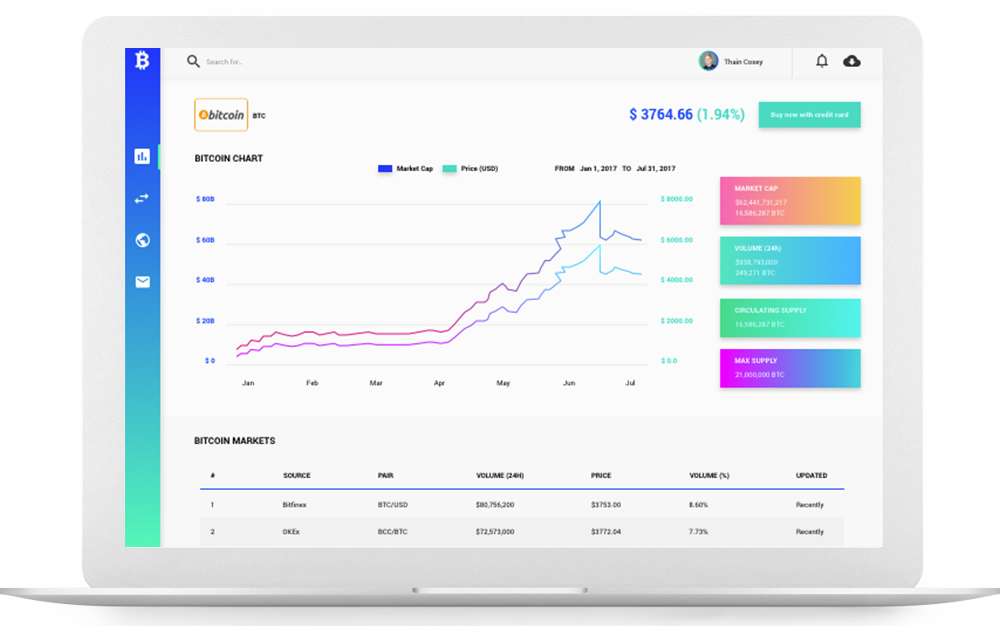 Search for...
Thain Coxey
bitcoin BTC
$ 3764.66 (1.94%)
Buy now with credit card
BITCOIN CHART
Market Cap Price (USD) FROM Jan 1, 2017 TO Jul 31, 2017
$ 80B $ 8000.00
$ 60B $ 6000.00
$ 40B $ 4000.00
$ 20B $ 2000.00
$ 0 $ 0.0
Jan Feb Mar Apr May Jun Jul
MARKET CAP
$62,441,731,217
16,586,287 BTC
VOLUME (24h)
$938,793,000
249,271 BTC
CIRCULATING SUPPLY
16,586,287 BTC
MAX SUPPLY
21,000,000 BTC
BITCOIN MARKETS
# SOURCE PAIR VOLUME (24H) PRICE VOLUME (%) UPDATED
1 Bitfinex BTC/USD $80,756,200 $3753.00 8.60% Recently
2 OKEx BCC/BTC $72,573,000 $3772.04 7.73% Recently